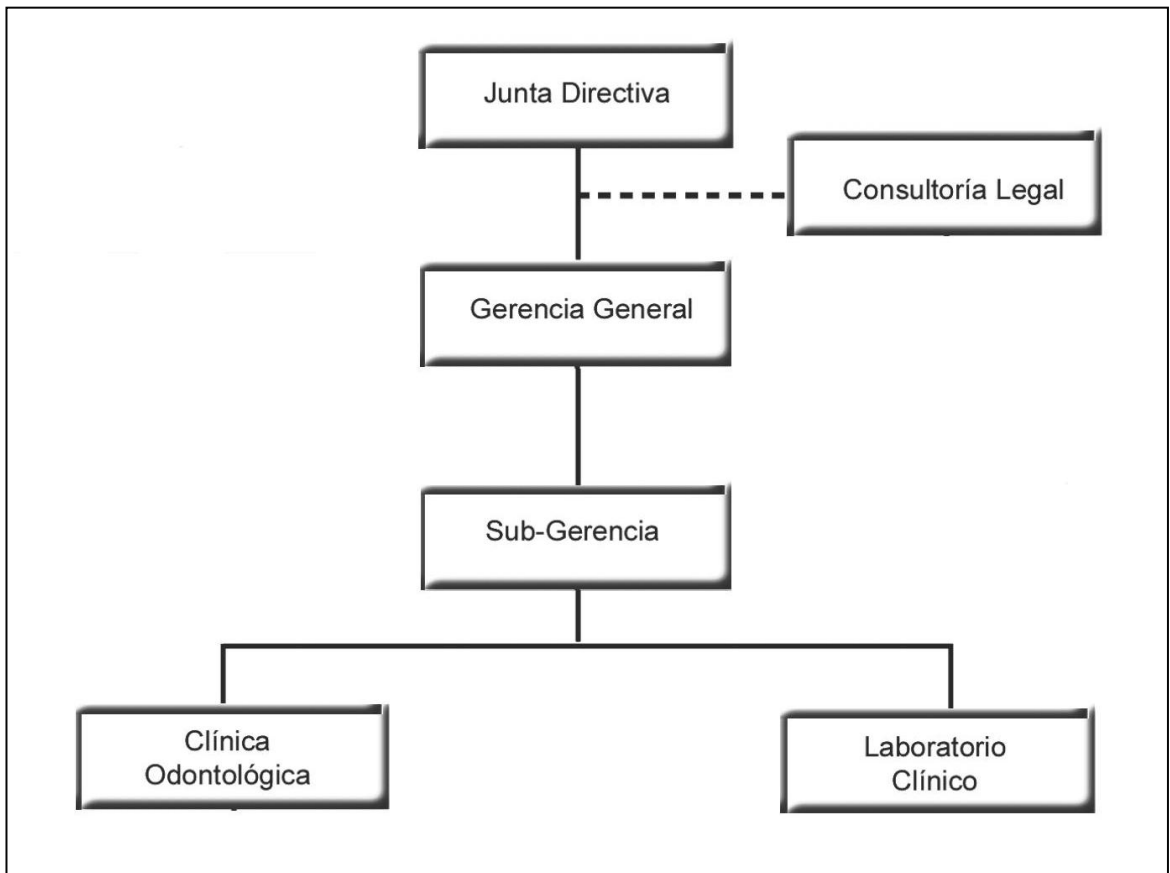 Junta Directiva
Consultoría Legal
Gerencia General
Sub-Gerencia
Clínica
Odontológica
Laboratorio
Clínico